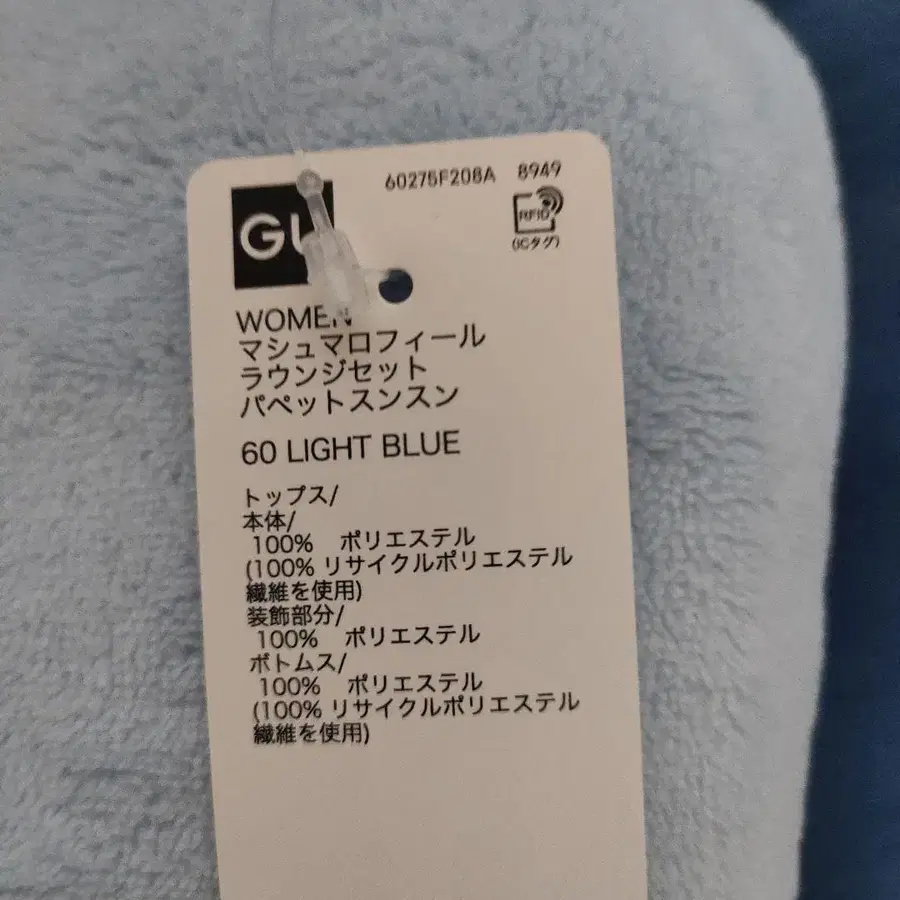 60275F208A 8949
GU
RFID
(ICタグ)
WOMEN
マシュマロフィール
ラウンジセット
パペットスンスン
60 LIGHT BLUE
トップス/
本体/
100% ポリエステル
(100% リサイクルポリエステル
繊維を使用)
装飾部分/
100% ポリエステル
ボトムス/
100% ポリエステル
(100% リサイクルポリエステル
繊維を使用)